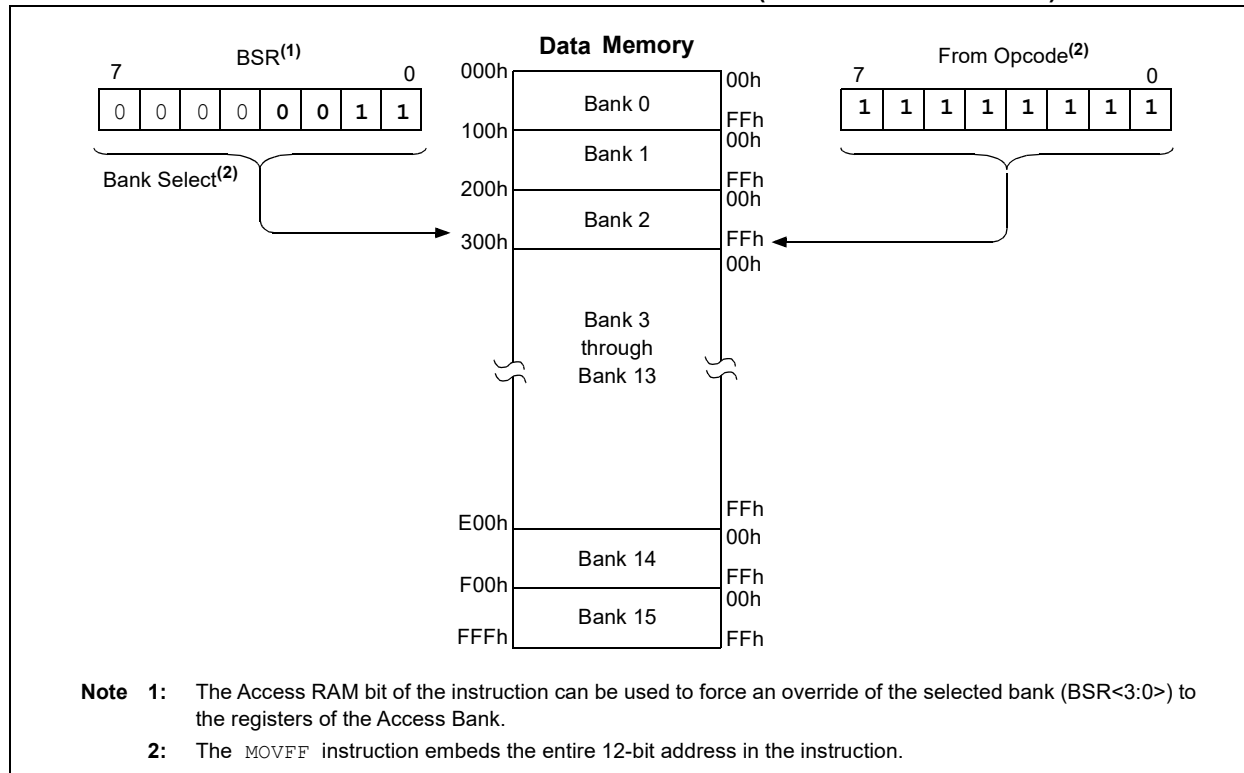 Data Memory
BSR(1)
7 0
0 0 0 0 0 0 1 1
Bank Select(2)
From Opcode(2)
7 0
1 1 1 1 1 1 1 1
000h 00h
Bank 0
FFh
100h 00h
Bank 1
FFh
200h 00h
Bank 2
FFh
300h 00h
Bank 3
through
Bank 13
FFh
E00h 00h
Bank 14
FFh
F00h 00h
Bank 15
FFFh FFh
Note 1: The Access RAM bit of the instruction can be used to force an override of the selected bank (BSR<3:0>) to
the registers of the Access Bank.
2: The MOVFF instruction embeds the entire 12-bit address in the instruction.